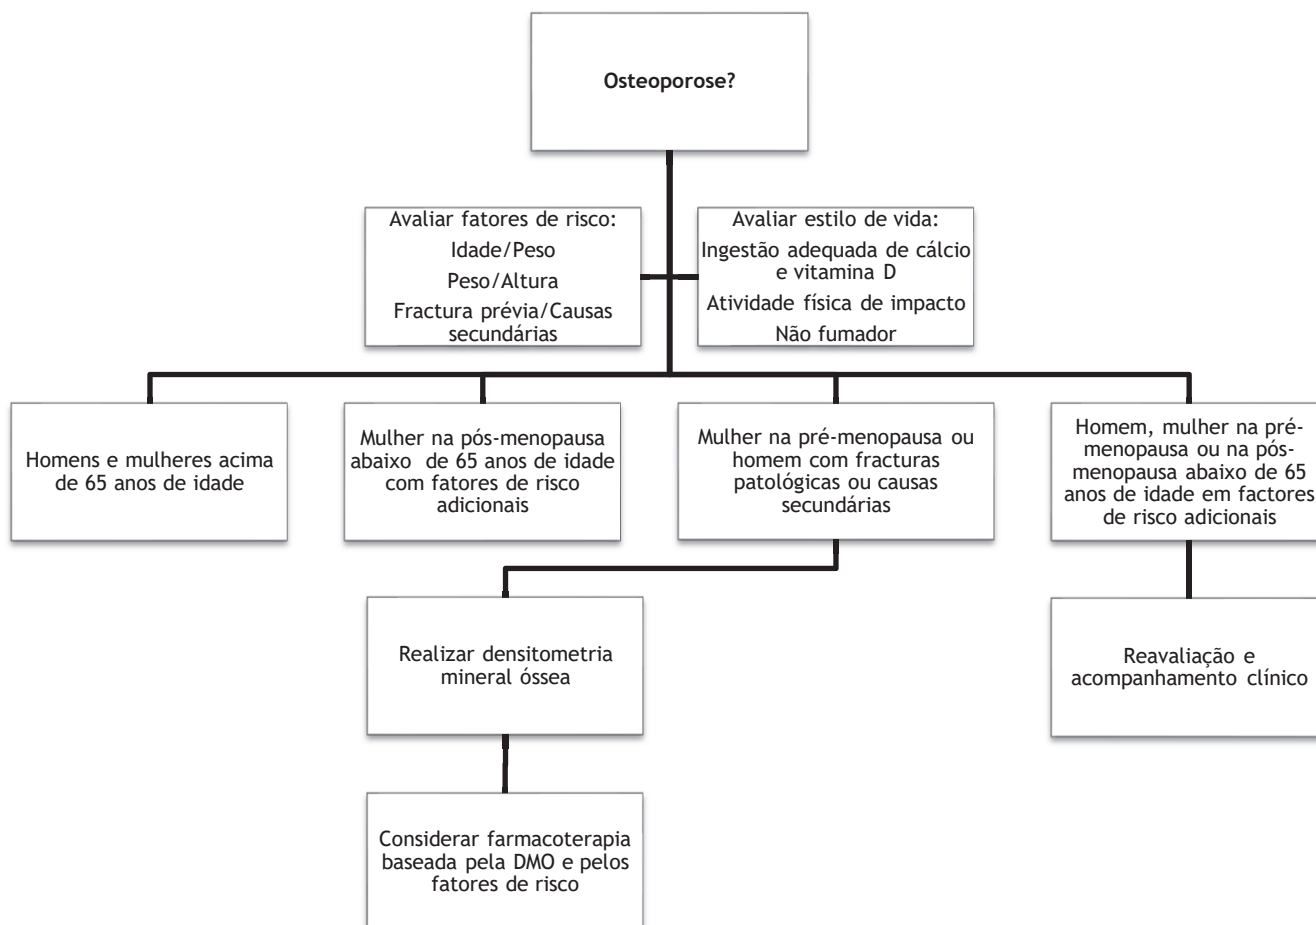 Osteoporose?
Avaliar fatores de risco:
Idade/Peso
Peso/Altura
Fractura prévia/Causas
secundárias
Avaliar estilo de vida:
Ingestão adequada de cálcio
e vitamina D
Atividade física de impacto
Não fumador
Homens e mulheres acima
de 65 anos de idade
Mulher na pós-menopausa
abaixo de 65 anos de idade
com fatores de risco
adicionais
Mulher na pré-menopausa ou
homem com fracturas
patológicas ou causas
secundárias
Homem, mulher na pré-
menopausa ou na pós-
menopausa abaixo de 65
anos de idade em factores
de risco adicionais
Realizar densitometria
mineral óssea
Reavaliação e
acompanhamento clínico
Considerar farmacoterapia
baseada pela DMO e pelos
fatores de risco